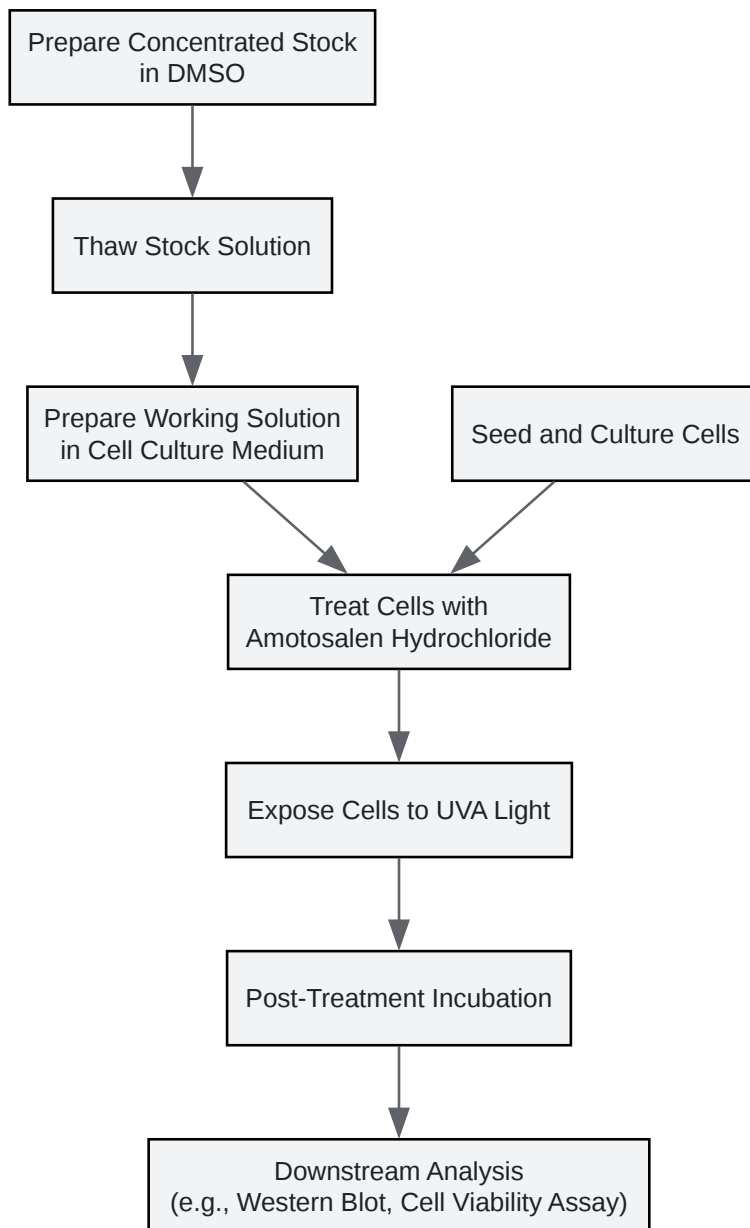 Prepare Concentrated Stock
in DMSO
Thaw Stock Solution
Prepare Working Solution
in Cell Culture Medium
Seed and Culture Cells
Treat Cells with
Amotosalen Hydrochloride
Expose Cells to UVA Light
Post-Treatment Incubation
Downstream Analysis
(e.g., Western Blot, Cell Viability Assay)